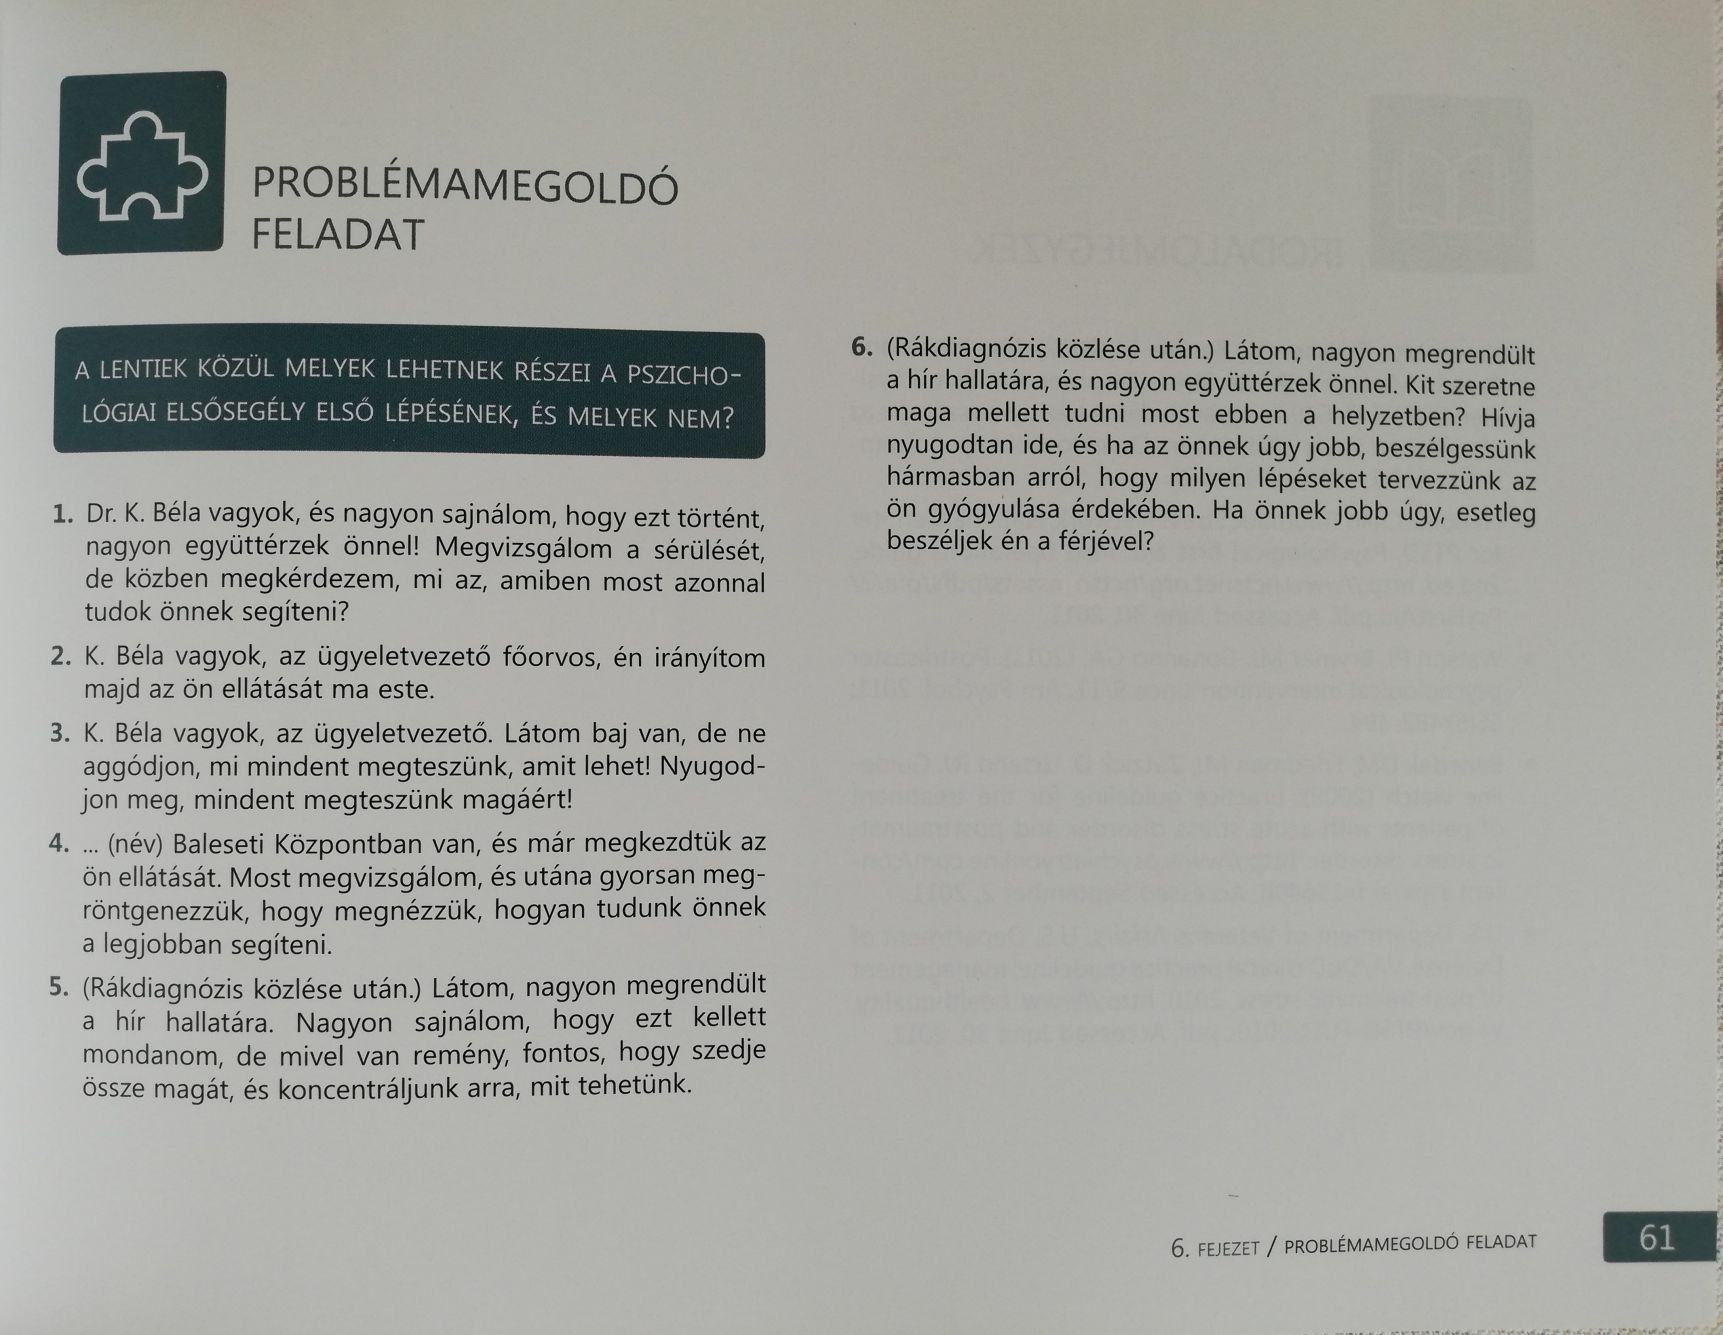 PROBLÉMAMEGOLDÓ
FELADAT
A LENTIEK KÖZÜL MELYEK LEHETNEK RÉSZEI A PSZICHO-
LÓGIAI ELSŐSEGÉLY ELSŐ LÉPÉSÉNEK, ÉS MELYEK NEM?
1. Dr. K. Béla vagyok, és nagyon sajnálom, hogy ezt történt,
nagyon együttérzek önnel! Megvizsgálom a sérülését,
de közben megkérdezem, mi az, amiben most azonnal
tudok önnek segíteni?
2. K. Béla vagyok, az ügyeletvezető főorvos, én irányítom
majd az ön ellátását ma este.
3. K. Béla vagyok, az ügyeletvezető. Látom baj van, de ne
aggódjon, mi mindent megteszünk, amit lehet! Nyugod-
jon meg, mindent megteszünk magáért!
4. ... (név) Baleseti Központban van, és már megkezdtük az
ön ellátását. Most megvizsgálom, és utána gyorsan meg-
röntgenezzük, hogy megnézzük, hogyan tudunk önnek
a legjobban segíteni.
5. (Rákdiagnózis közlése után.) Látom, nagyon megrendült
a hír hallatára. Nagyon sajnálom, hogy ezt kellett
mondanom, de mivel van remény, fontos, hogy szedje
össze magát, és koncentráljunk arra, mit tehetünk.
6. (Rákdiagnózis közlése után.) Látom, nagyon megrendült
a hír hallatára, és nagyon együttérzek önnel. Kit szeretne
maga mellett tudni most ebben a helyzetben? Hívja
nyugodtan ide, és ha az önnek úgy jobb, beszélgessünk
hármasban arról, hogy milyen lépéseket tervezzünk az
ön gyógyulása érdekében. Ha önnek jobb úgy, esetleg
beszéljek én a férjével?
6. FEJEZET / PROBLÉMAMEGOLDÓ FELADAT
61